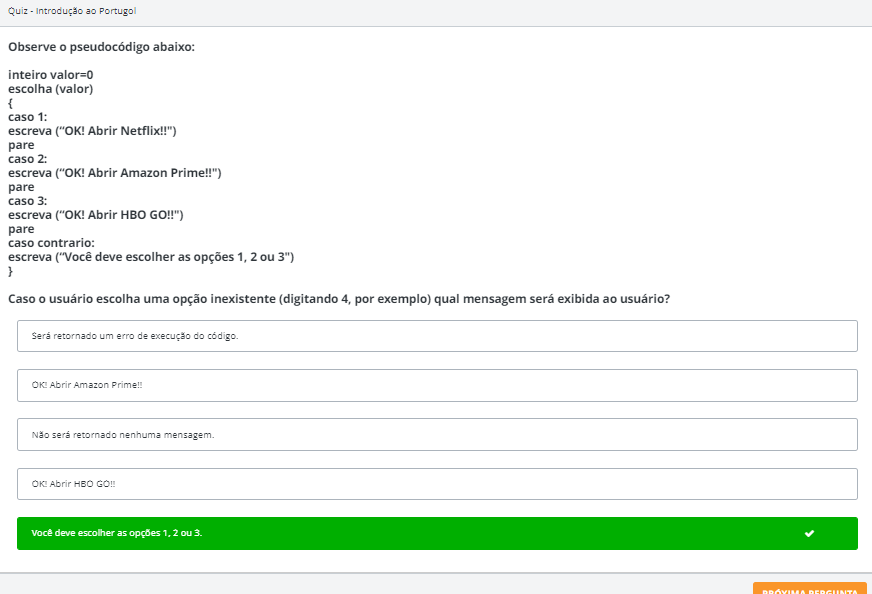 Quiz - Introdução ao Portugol
Observe o pseudocódigo abaixo:
inteiro valor=0
escolha (valor)
{
caso 1:
escreva (“OK! Abrir Netflix!!")
pare
caso 2:
escreva (“OK! Abrir Amazon Prime!!")
pare
caso 3:
escreva (“OK! Abrir HBO GO!!")
pare
caso contrario:
escreva (“Você deve escolher as opções 1, 2 ou 3")
}
Caso o usuário escolha uma opção inexistente (digitando 4, por exemplo) qual mensagem será exibida ao usuário?
Será retornado um erro de execução do código.
OK! Abrir Amazon Prime!!
Não será retornado nenhuma mensagem.
OK! Abrir HBO GO!!
Você deve escolher as opções 1, 2 ou 3.
PRÓXIMA PERGUNTA